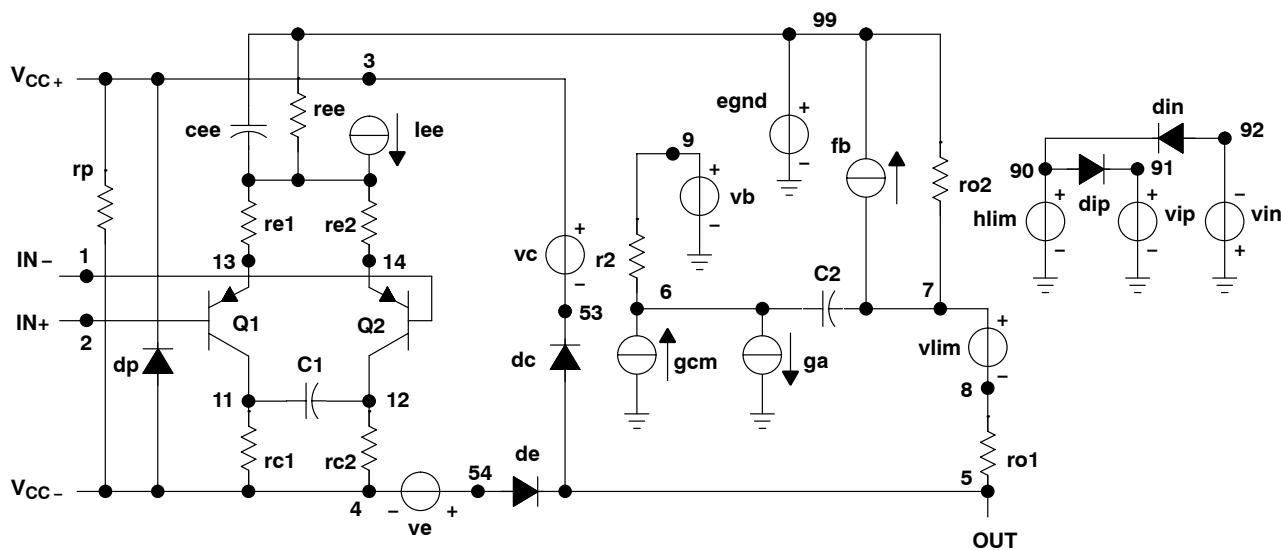 99
3
VCC+
ree
Iee
cee
egnd
+
-
din
92
9
fb
rp
+
vb
-
90
91
ro2
dip
re1
re2
hlim
+
-
+
vip
-
-
vin
+
vc
+
-
r2
1
IN-
13
14
C2
6
7
53
IN+
2
Q1
Q2
vlim
+
-
dp
dc
gcm
ga
C1
8
11
12
rc1
rc2
de
54
ro1
5
VCC-
4
-
+
ve
OUT